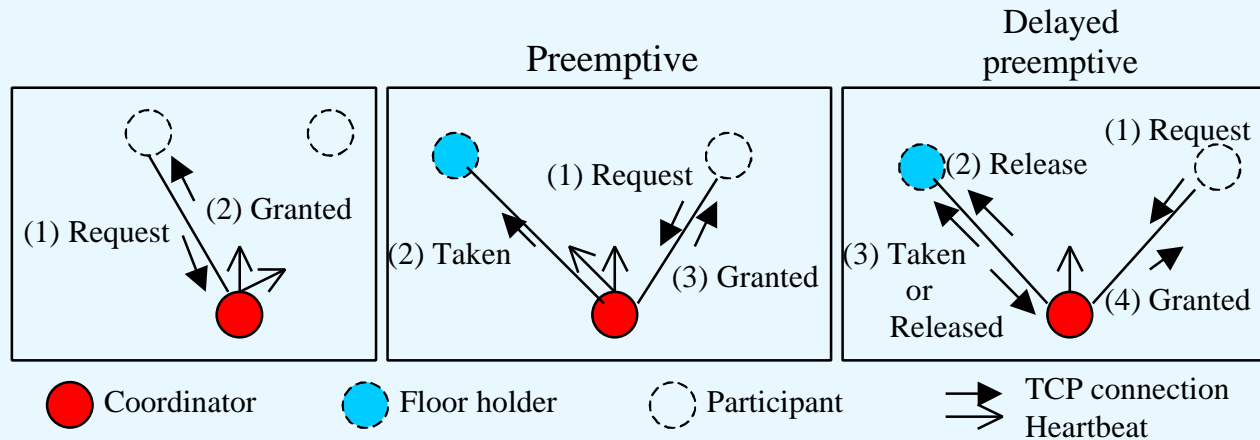 Preemptive
Delayed
preemptive
(2) Granted
(1) Request
(1) Request
(2) Taken
(3) Granted
(1) Request
(2) Release
(3) Taken
or
Released
(4) Granted
Coordinator
Floor holder
Participant
TCP connection
Heartbeat